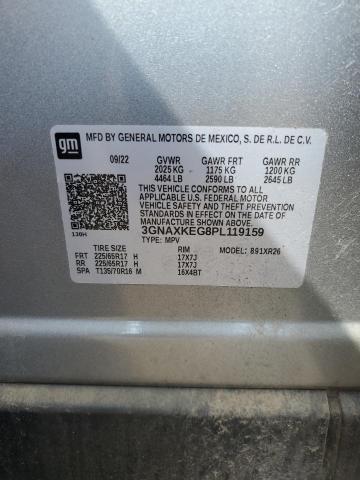 gm
MFD BY GENERAL MOTORS DE MEXICO, S. DE R.L. DE C.V.
09/22 GVWR GAWR FRT GAWR RR
2025 KG 1175 KG 1200 KG
4464 LB 2590 LB 2645 LB
THIS VEHICLE CONFORMS TO ALL
APPLICABLE U.S. FEDERAL MOTOR
VEHICLE SAFETY, BUMPER, AND THEFT
PREVENTION STANDARDS IN EFFECT
ON THE DATE OF
MANUFACTURE SHOWN ABOVE.
3GNAXKEG8PL119159
TYPE: MPV MODEL: 891XR26
130H
TIRE SIZE RIM
FRT 225/65R17 H 17X7J
RR 225/65R17 H 17X7J
SPA T135/70R16 M 16X4BT